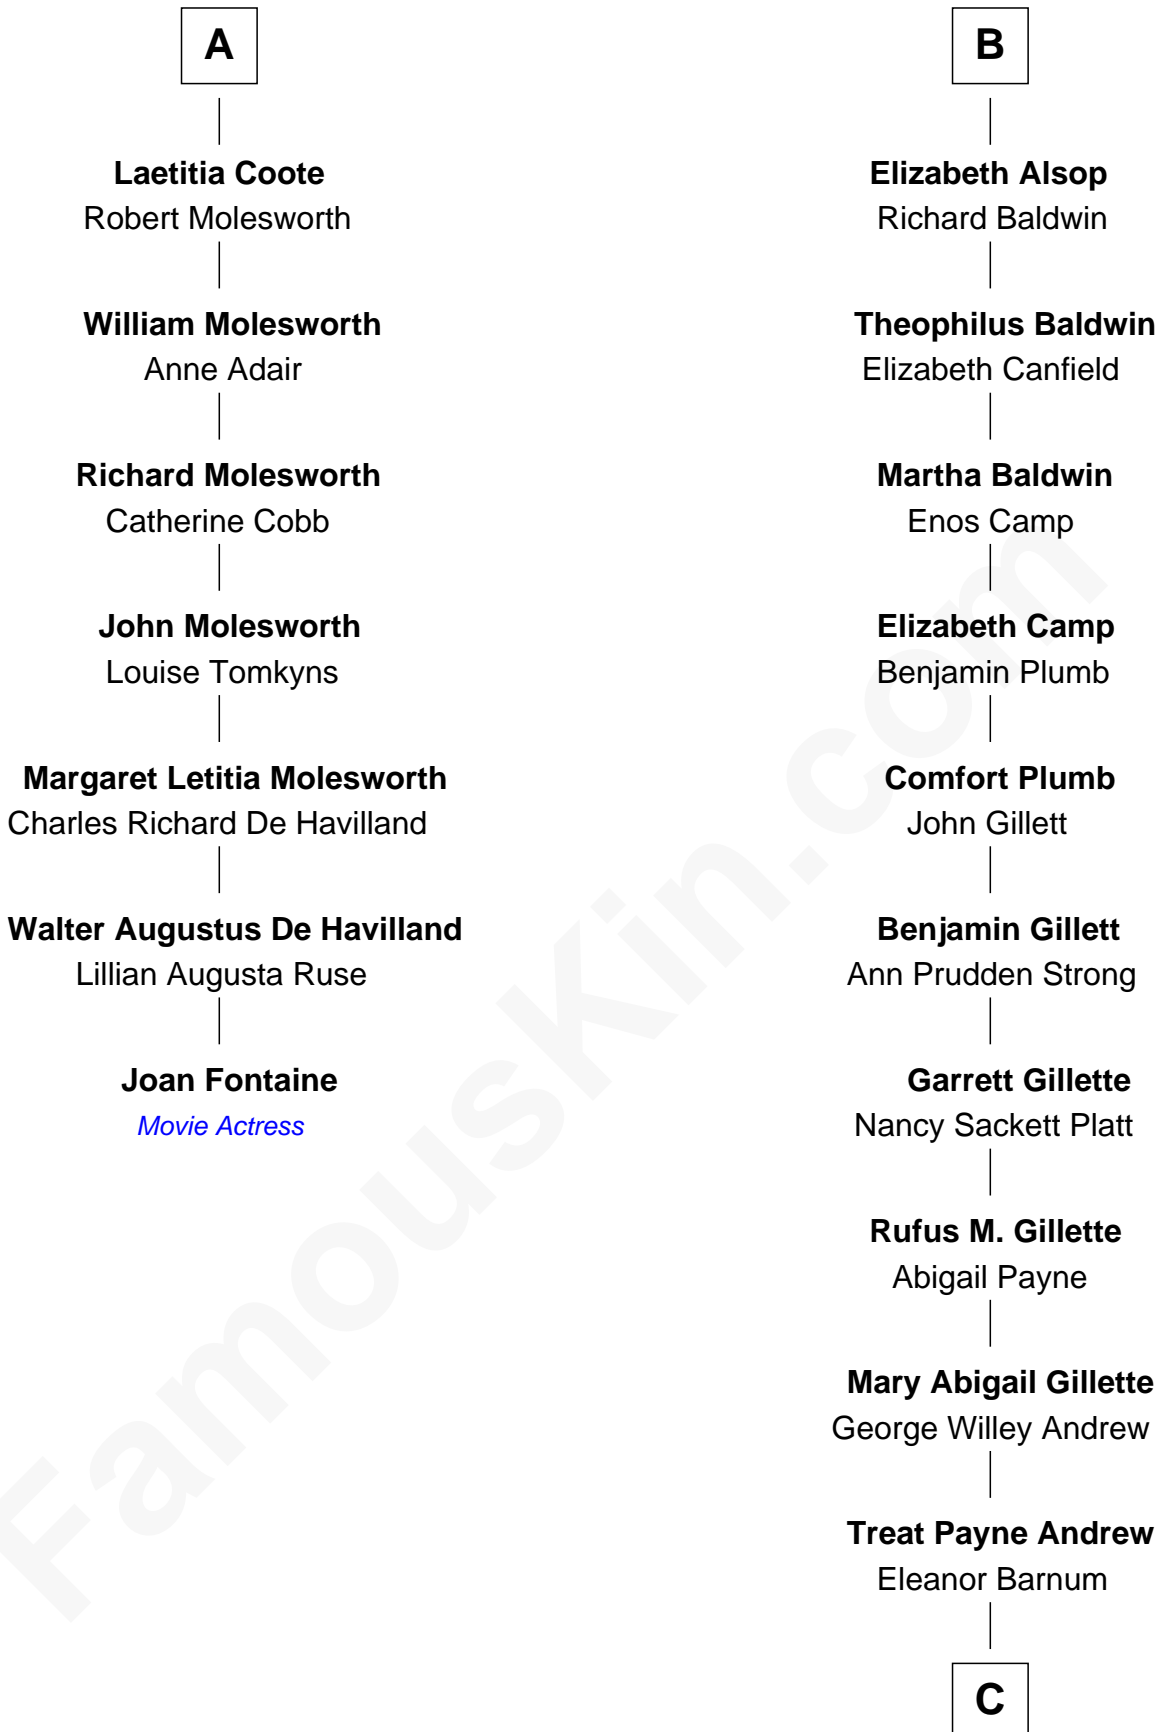 A
Laetitia Coote
Robert Molesworth
William Molesworth
Anne Adair
Richard Molesworth
Catherine Cobb
John Molesworth
Louise Tomkyns
Margaret Letitia Molesworth
Charles Richard De Havilland
Walter Augustus De Havilland
Lillian Augusta Ruse
Joan Fontaine
Movie Actress
B
Elizabeth Alsop
Richard Baldwin
Theophilus Baldwin
Elizabeth Canfield
Martha Baldwin
Enos Camp
Elizabeth Camp
Benjamin Plumb
Comfort Plumb
John Gillett
Benjamin Gillett
Ann Prudden Strong
Garrett Gillette
Nancy Sackett Platt
Rufus M. Gillette
Abigail Payne
Mary Abigail Gillette
George Willey Andrew
Treat Payne Andrew
Eleanor Barnum
C
FamousKin.com